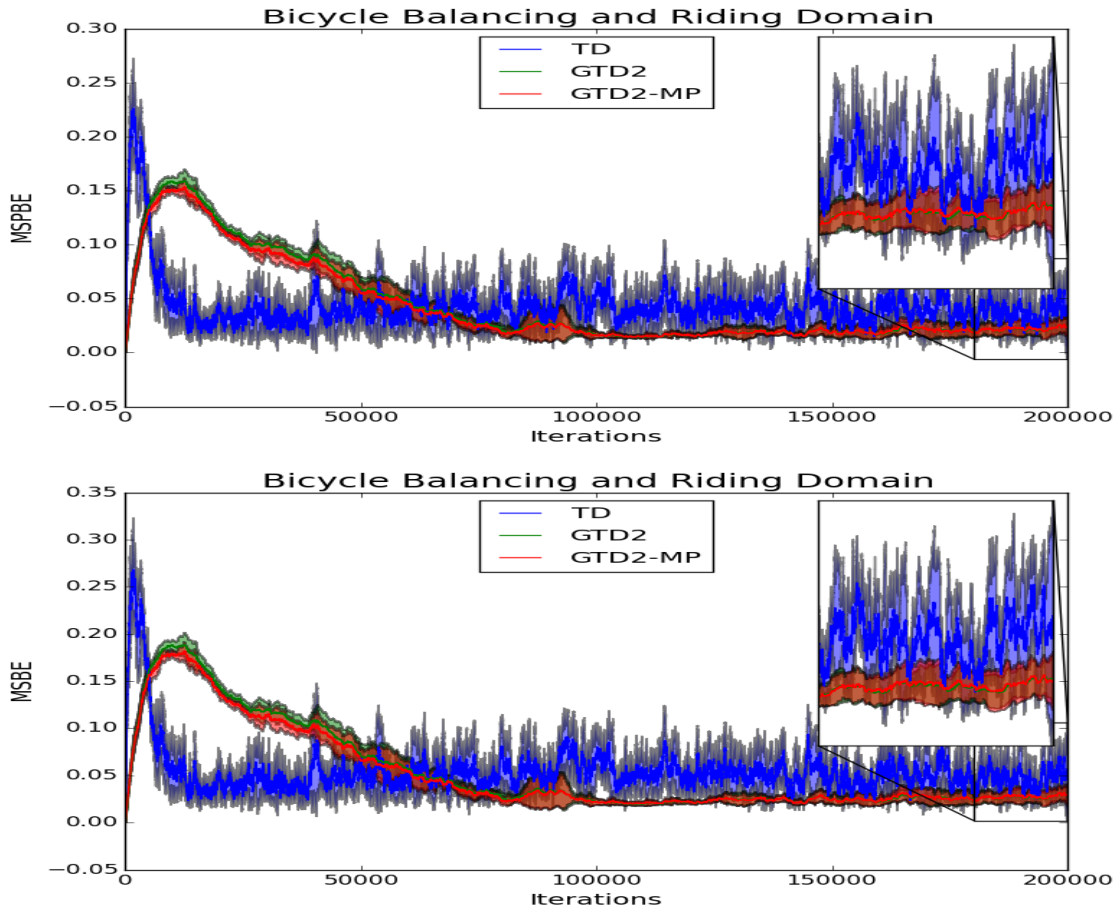 Bicycle Balancing and Riding Domain
0.30
0.25
0.20
0.15
0.10
0.05
0.00
−0.05
MSPBE
TD
GTD2
GTD2-MP
0
50000
100000
150000
200000
Iterations
Bicycle Balancing and Riding Domain
0.35
0.30
0.25
0.20
0.15
0.10
0.05
0.00
−0.05
MSBE
TD
GTD2
GTD2-MP
0
50000
100000
150000
200000
Iterations